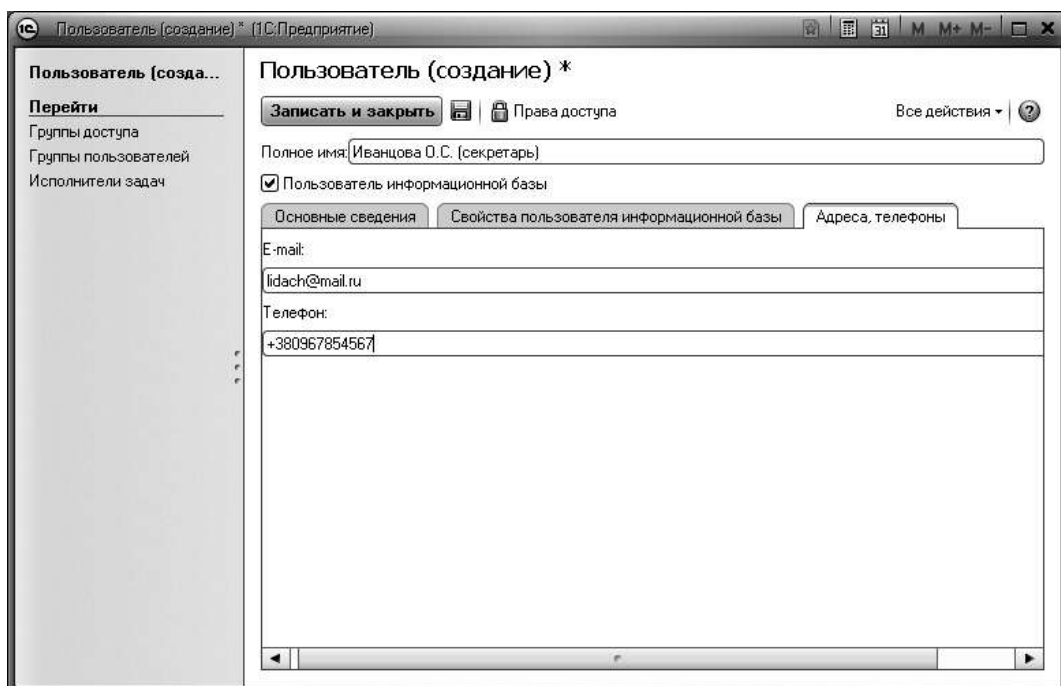 1С Пользователь (создание) * (1С:Предприятие) 31 M M+ M-
Пользователь (созда...
Перейти
Группы доступа
Группы пользователей
Исполнители задач
Пользователь (создание) *
Записать и закрыть Права доступа Все действия ?
Полное имя: Иванцова О.С. (секретарь)
Пользователь информационной базы
Основные сведения Свойства пользователя информационной базы Адреса, телефоны
E-mail:
lidach@mail.ru
Телефон:
+380967854567